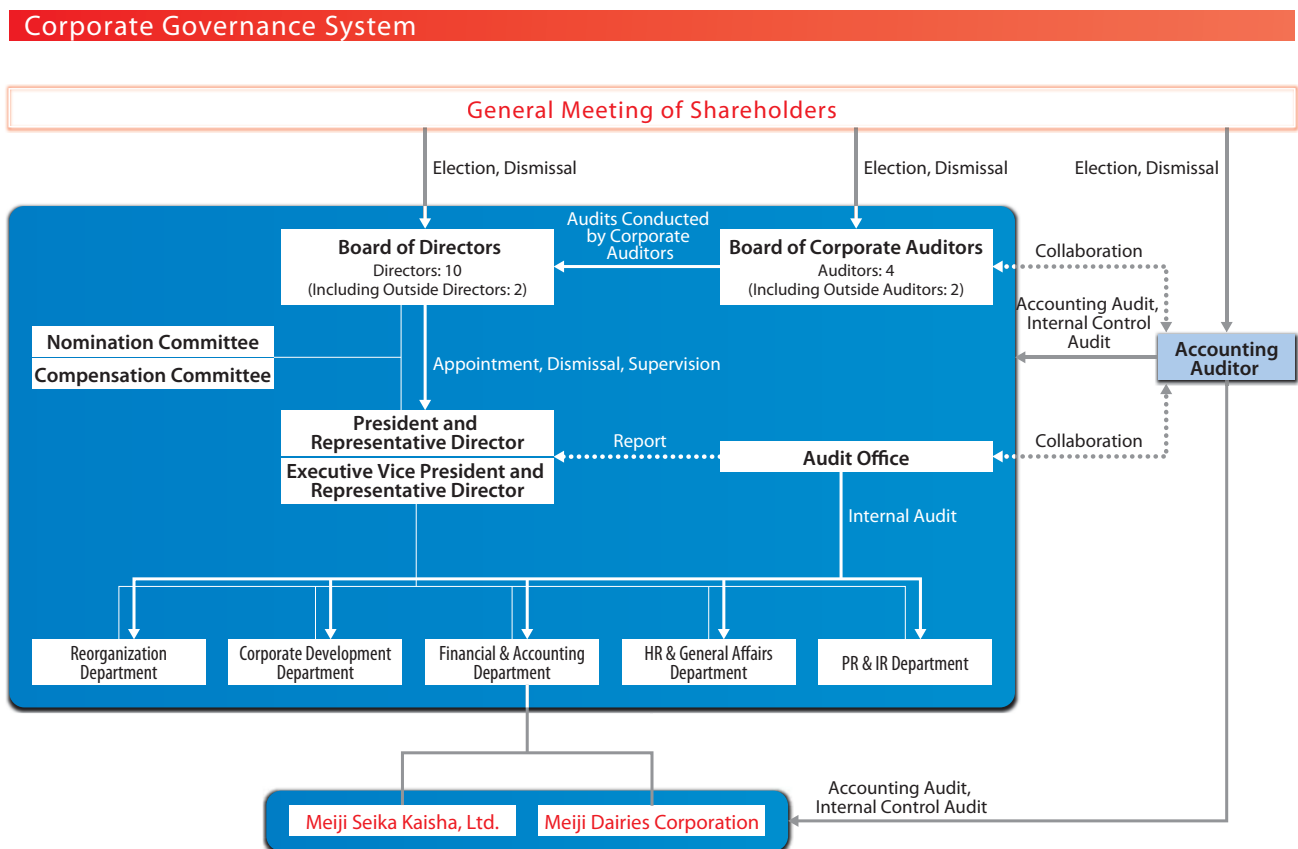 Corporate Governance System
General Meeting of Shareholders
Election, Dismissal
Election, Dismissal
Election, Dismissal
Board of Directors
Directors: 10
(Including Outside Directors: 2)
Audits Conducted
by Corporate
Auditors
Board of Corporate Auditors
Auditors: 4
(Including Outside Auditors: 2)
Collaboration
Accounting Audit,
Internal Control
Audit
Accounting
Auditor
Nomination Committee
Compensation Committee
Appointment, Dismissal, Supervision
President and
Representative Director
Executive Vice President and
Representative Director
Report
Audit Office
Collaboration
Internal Audit
Reorganization
Department
Corporate Development
Department
Financial & Accounting
Department
HR & General Affairs
Department
PR & IR Department
Meiji Seika Kaisha, Ltd.
Meiji Dairies Corporation
Accounting Audit,
Internal Control Audit